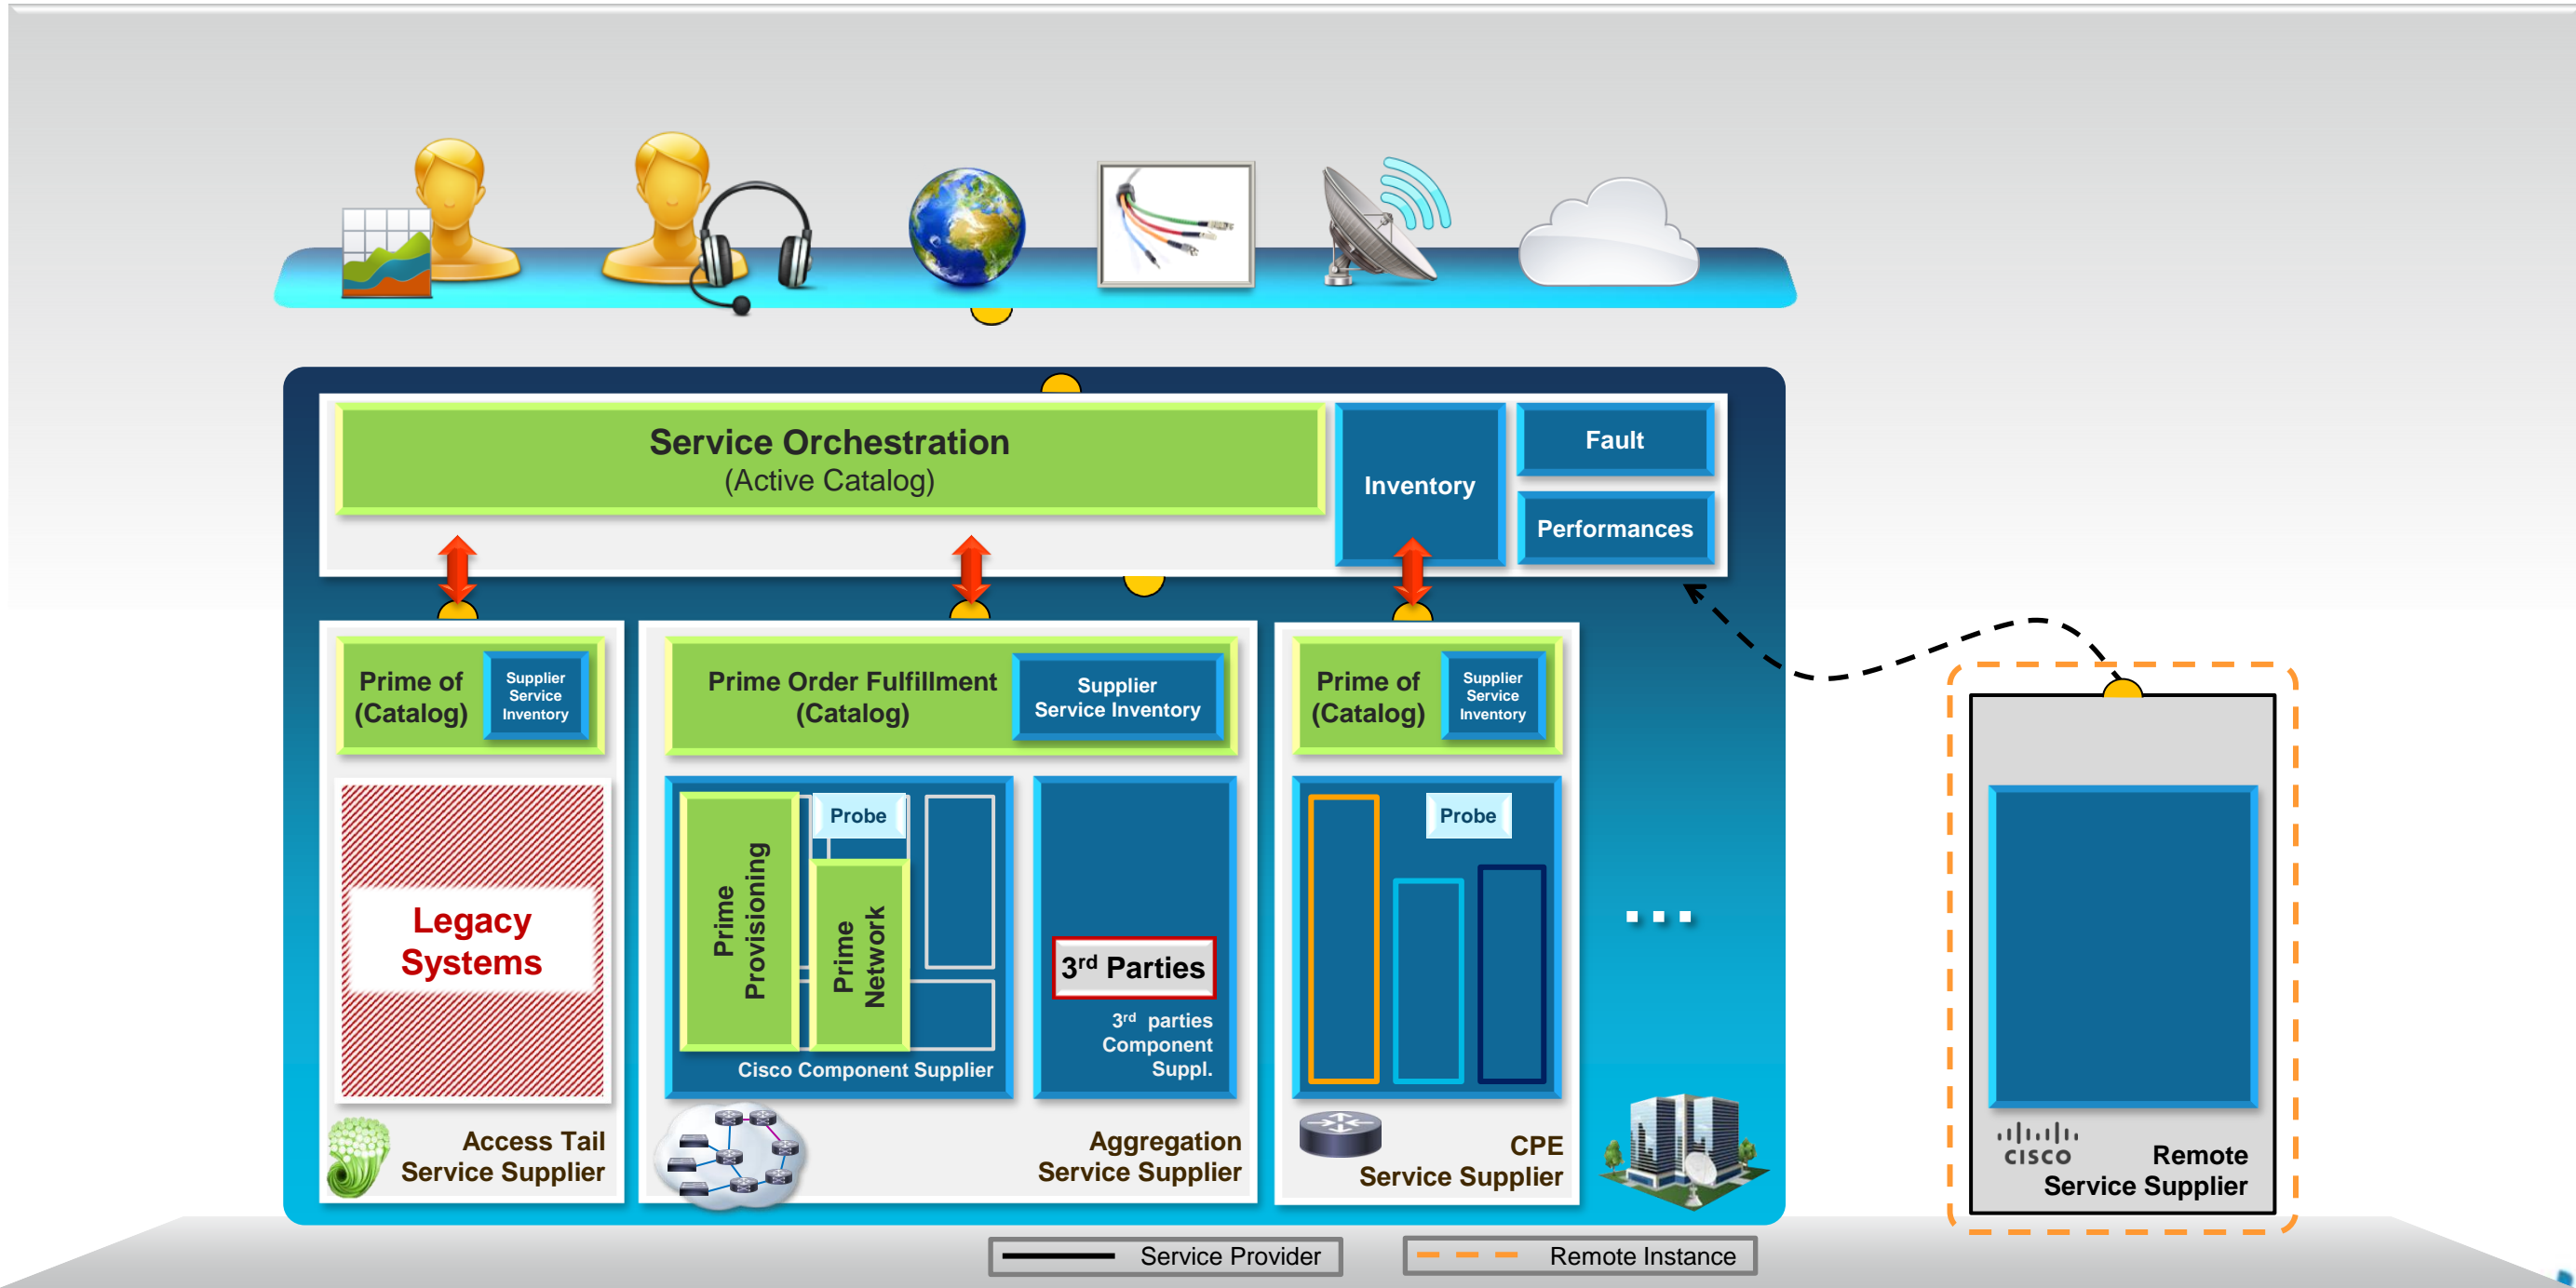 Service Orchestration
(Active Catalog)
Inventory
Fault
Performances
Prime of
(Catalog)
Supplier
Service
Inventory
Prime Order Fulfillment
(Catalog)
Supplier
Service Inventory
Prime of
(Catalog)
Supplier
Service
Inventory
Legacy
Systems
Prime
Provisioning
Probe
Prime
Network
Cisco Component Supplier
3rd Parties
3rd parties
Component
Suppl.
Probe
...
Access Tail
Service Supplier
Aggregation
Service Supplier
CPE
Service Supplier
CISCO
Remote
Service Supplier
Service Provider
Remote Instance